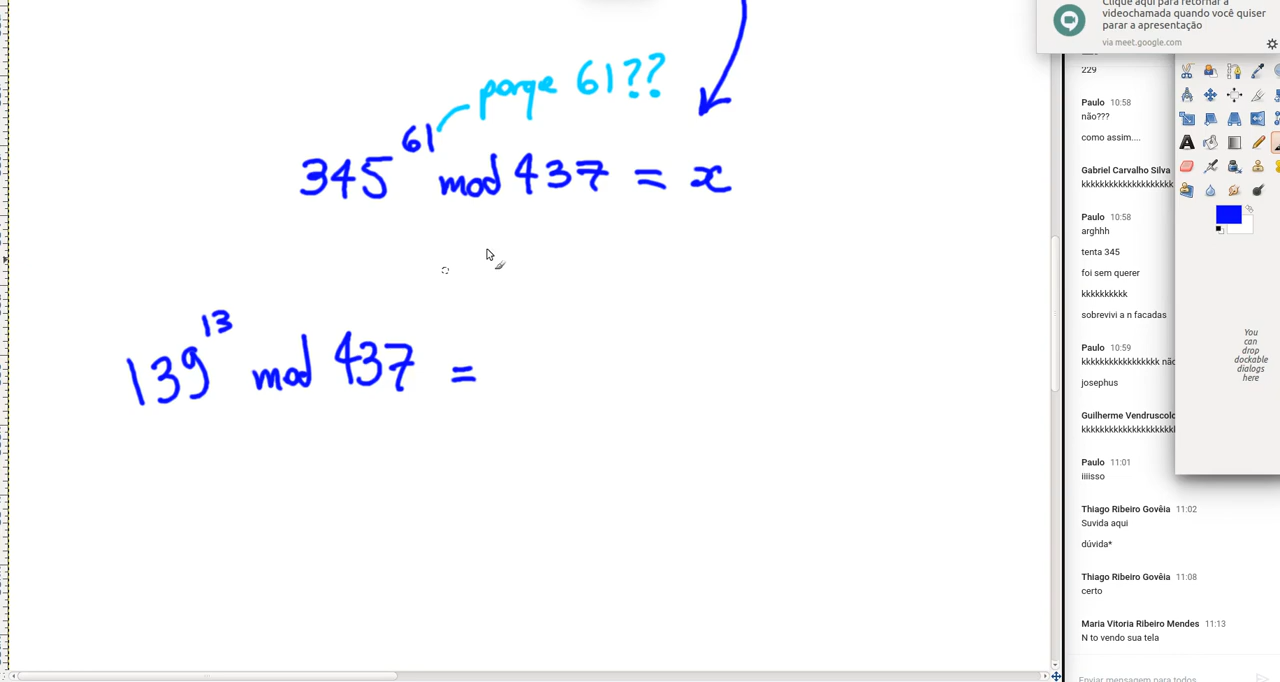 Clique aqui para retornar à
videochamada quando você quiser
parar a apresentação
via meet.google.com
porqe 61??
345^61 mod 437 = x
139^13 mod 437 =
229
Paulo 10:58
não???
como assim....
Gabriel Carvalho Silva
kkkkkkkkkkkkkkkkkkk
Paulo 10:58
arghhh
tenta 345
foi sem querer
kkkkkkkkkk
sobrevivi a n facadas
Paulo 10:59
kkkkkkkkkkkkkkkk não
josephus
Guilherme Vendruscolo
kkkkkkkkkkkkkkkkkkkk
Paulo 11:01
iiiisso
Thiago Ribeiro Govêia 11:02
Suvida aqui
dúvida*
Thiago Ribeiro Govêia 11:08
certo
Maria Vitoria Ribeiro Mendes 11:13
N to vendo sua tela
Enviar mensagem para todos
You
can
drop
dockable
dialogs
here